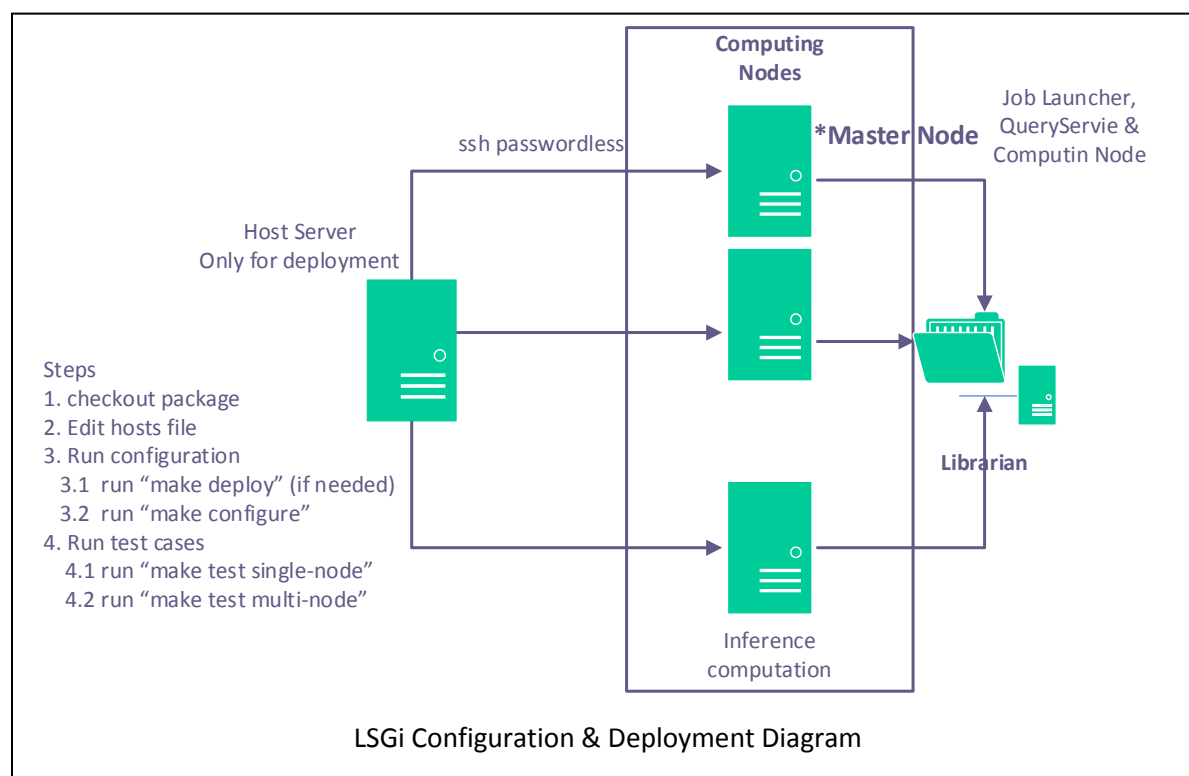 Computing
Nodes
*Master Node
Job Launcher,
QueryServie &
Computin Node
ssh passwordless
Host Server
Only for deployment
Steps
1. checkout package
2. Edit hosts file
3. Run configuration
3.1 run “make deploy” (if needed)
3.2 run “make configure”
4. Run test cases
4.1 run “make test single-node”
4.2 run “make test multi-node”
Librarian
Inference
computation
LSGi Configuration & Deployment Diagram